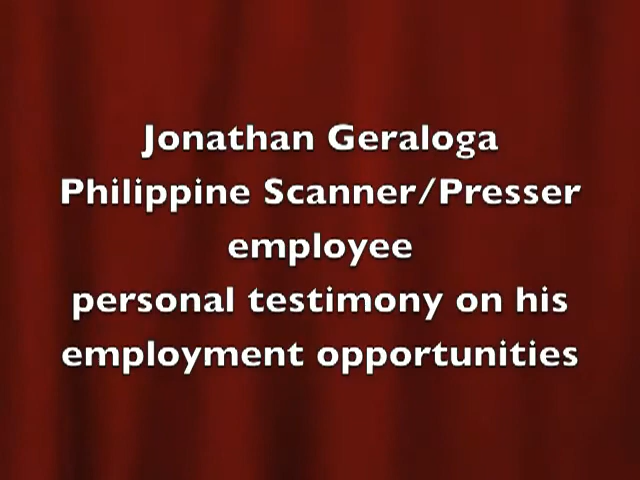 Jonathan Geraloga
Philippine Scanner/Presser
employee
personal testimony on his
employment opportunities